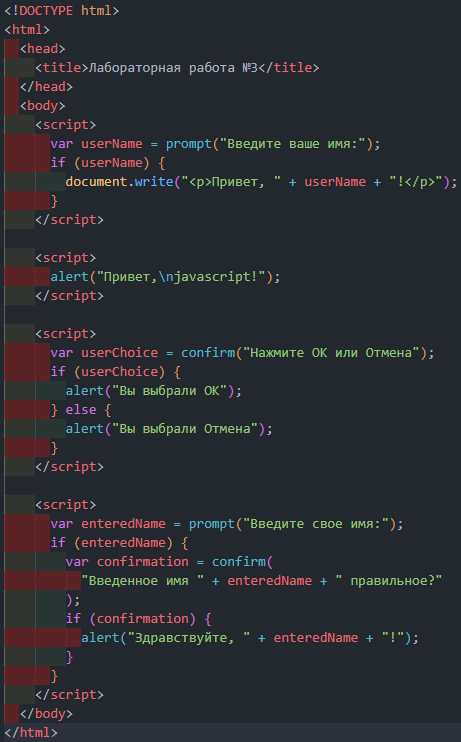 <!DOCTYPE html>
<html>
  <head>
    <title>Лабораторная работа №3</title>
  </head>
  <body>
    <script>
      var userName = prompt("Введите ваше имя:");
      if (userName) {
        document.write("<p>Привет, " + userName + "!</p>");
      }
    </script>

    <script>
      alert("Привет,\njavascript!");
    </script>

    <script>
      var userChoice = confirm("Нажмите OK или Отмена");
      if (userChoice) {
        alert("Вы выбрали OK");
      } else {
        alert("Вы выбрали Отмена");
      }
    </script>

    <script>
      var enteredName = prompt("Введите свое имя:");
      if (enteredName) {
        var confirmation = confirm(
          "Введенное имя " + enteredName + " правильное?"
        );
        if (confirmation) {
          alert("Здравствуйте, " + enteredName + "!");
        }
      }
    </script>
  </body>
</html>